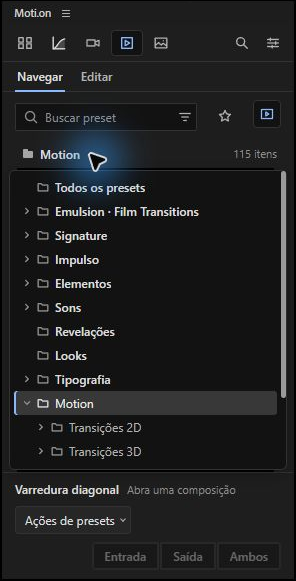 Moti.on
Navegar Editar
Buscar preset
Motion 115 itens
Todos os presets
Emulsion · Film Transitions
Signature
Impulso
Elementos
Sons
Revelações
Looks
Tipografia
Motion
Transições 2D
Transições 3D
Varredura diagonal Abra uma composição
Ações de presets
Entrada Saída Ambos